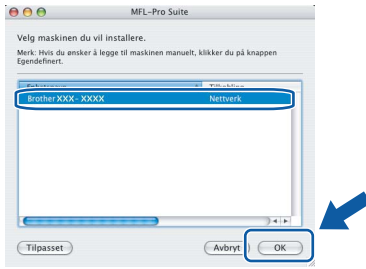 MFL-Pro Suite
Velg maskinen du vil installere.
Merk: Hvis du ønsker å legge til maskinen manuelt, klikker du på knappen
Egendefinert.
Brother XXX- XXXX Nettverk
Tilpasset
Avbryt
OK